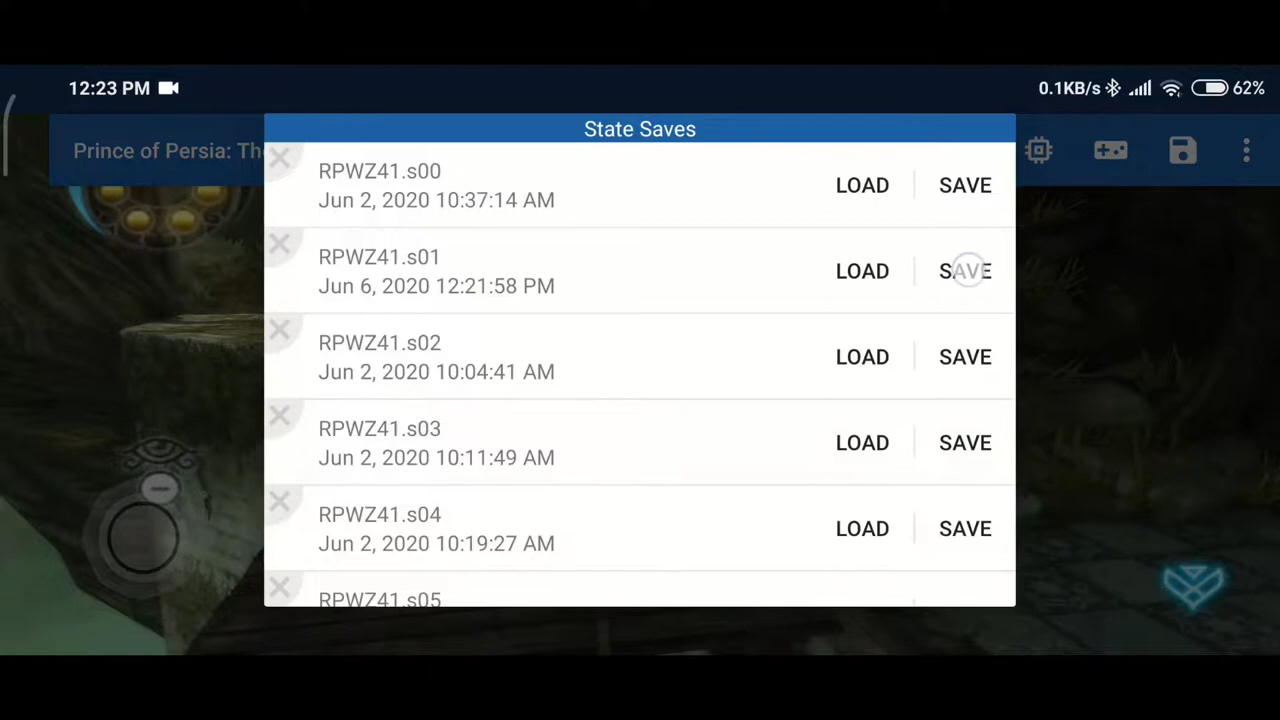 12:23 PM
0.1KB/s 62%
Prince of Persia: Th
State Saves
RPWZ41.s00
Jun 2, 2020 10:37:14 AM
LOAD SAVE
RPWZ41.s01
Jun 6, 2020 12:21:58 PM
LOAD SAVE
RPWZ41.s02
Jun 2, 2020 10:04:41 AM
LOAD SAVE
RPWZ41.s03
Jun 2, 2020 10:11:49 AM
LOAD SAVE
RPWZ41.s04
Jun 2, 2020 10:19:27 AM
LOAD SAVE
RPWZ41.s05